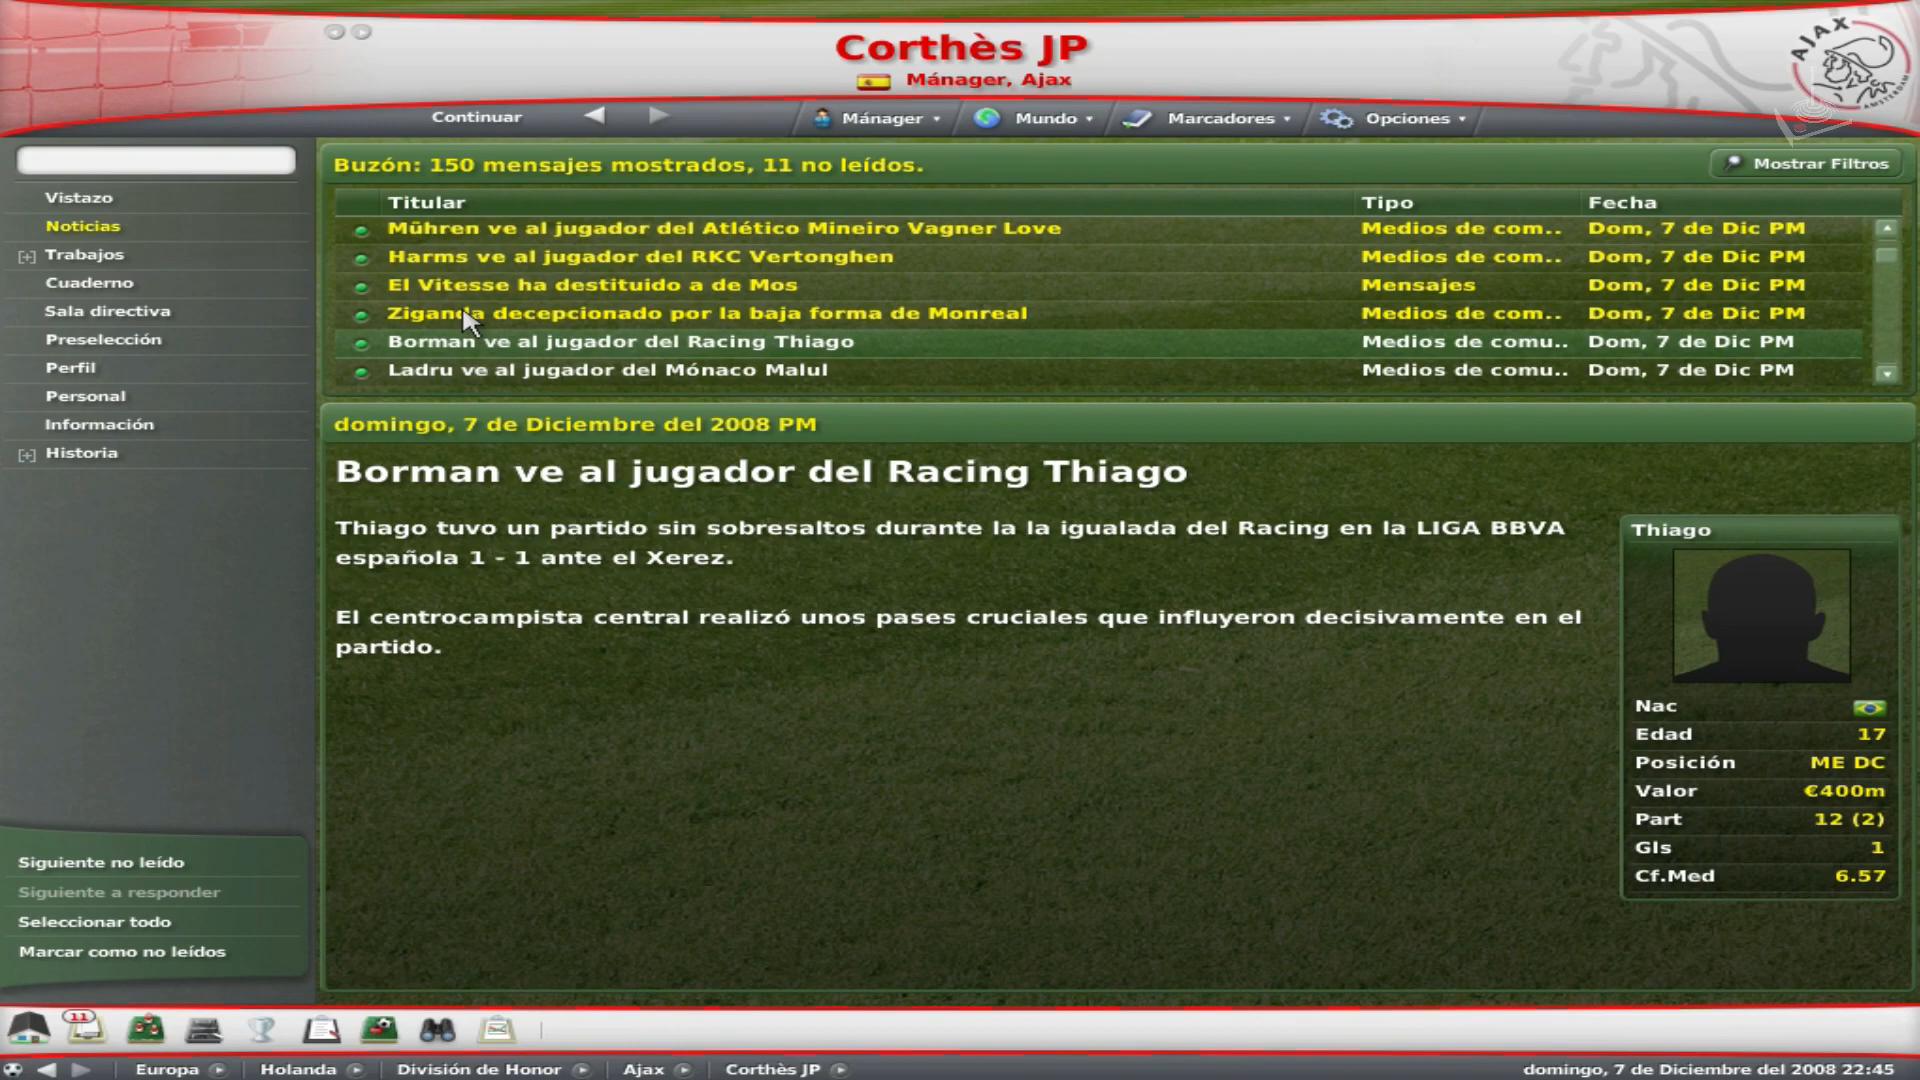 Corthès JP
Mánager, Ajax
AJAX
AMSTERDAM
Continuar
Mánager
Mundo
Marcadores
Opciones
Vistazo
Noticias
[+] Trabajos
Cuaderno
Sala directiva
Preselección
Perfil
Personal
Información
[+] Historia
Siguiente no leído
Siguiente a responder
Seleccionar todo
Marcar como no leídos
Buzón: 150 mensajes mostrados, 11 no leídos.
Mostrar Filtros
Titular Tipo Fecha
Mühren ve al jugador del Atlético Mineiro Vagner Love Medios de com.. Dom, 7 de Dic PM
Harms ve al jugador del RKC Vertonghen Medios de com.. Dom, 7 de Dic PM
El Vitesse ha destituido a de Mos Mensajes Dom, 7 de Dic PM
Ziganda decepcionado por la baja forma de Monreal Medios de com.. Dom, 7 de Dic PM
Borman ve al jugador del Racing Thiago Medios de comu.. Dom, 7 de Dic PM
Ladru ve al jugador del Mónaco Malul Medios de comu.. Dom, 7 de Dic PM
domingo, 7 de Diciembre del 2008 PM
Borman ve al jugador del Racing Thiago
Thiago tuvo un partido sin sobresaltos durante la la igualada del Racing en la LIGA BBVA
española 1 - 1 ante el Xerez.
El centrocampista central realizó unos pases cruciales que influyeron decisivamente en el
partido.
Thiago
Nac
Edad 17
Posición ME DC
Valor €400m
Part 12 (2)
Gls 1
Cf.Med 6.57
11
Europa
Holanda
División de Honor
Ajax
Corthès JP
domingo, 7 de Diciembre del 2008 22:45